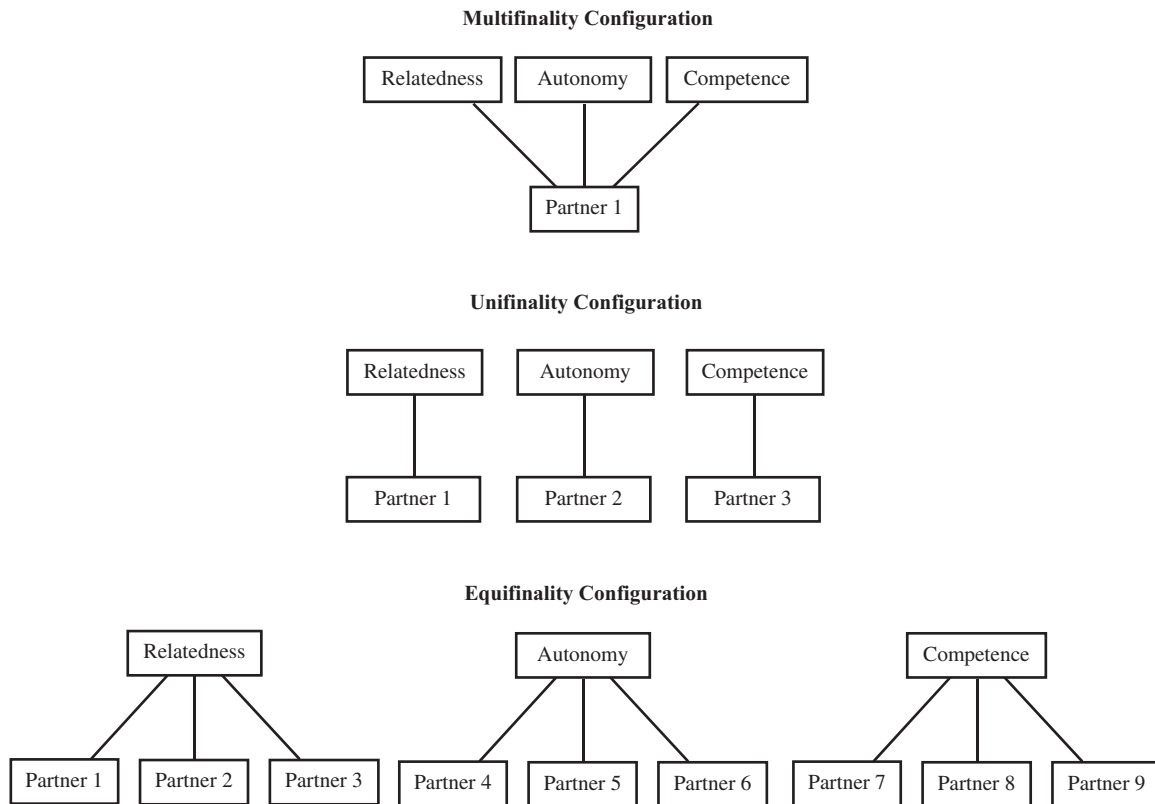 Multifinality Configuration
Relatedness
Autonomy
Competence
Partner 1
Unifinality Configuration
Relatedness
Autonomy
Competence
Partner 1
Partner 2
Partner 3
Equifinality Configuration
Relatedness
Autonomy
Competence
Partner 1
Partner 2
Partner 3
Partner 4
Partner 5
Partner 6
Partner 7
Partner 8
Partner 9